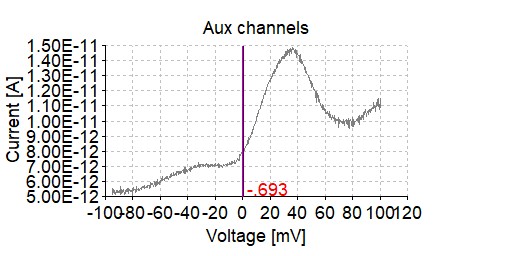 Aux channels
1.50E-11
1.40E-11
1.30E-11
1.20E-11
1.10E-11
1.00E-11
9.00E-12
8.00E-12
7.00E-12
6.00E-12
5.00E-12
Current [A]
-.693
-100 -80 -60 -40 -20 0 20 40 60 80 100 120
Voltage [mV]